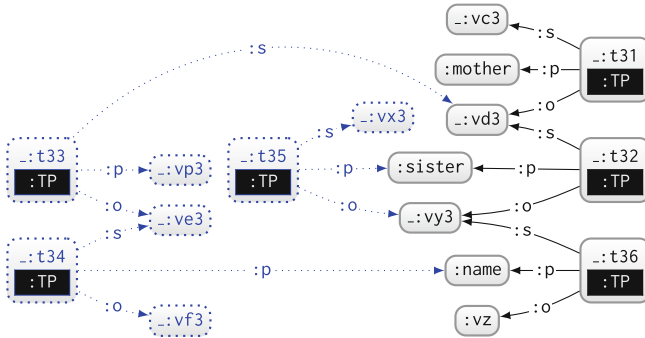 _:vc3
:s
_:t31
:TP
:mother
:p
:s
:o
_:vd3
_:vx3
:s
:s
_:t33
:TP
:p
_:vp3
_:t35
:TP
:p
:sister
:p
_:t32
:TP
:o
_:ve3
:o
_:vy3
:o
:s
:s
_:t34
:TP
:p
:name
:p
_:t36
:TP
:o
_:vf3
:vz
:o